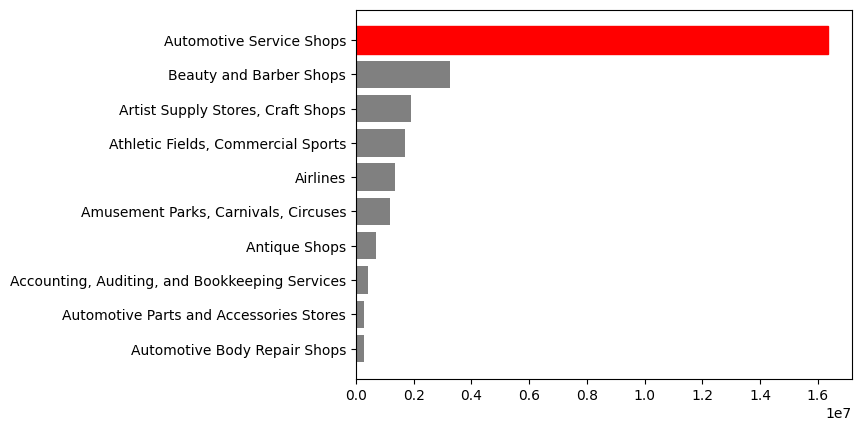 Automotive Service Shops
Beauty and Barber Shops
Artist Supply Stores, Craft Shops
Athletic Fields, Commercial Sports
Airlines
Amusement Parks, Carnivals, Circuses
Antique Shops
Accounting, Auditing, and Bookkeeping Services
Automotive Parts and Accessories Stores
Automotive Body Repair Shops
0.0 0.2 0.4 0.6 0.8 1.0 1.2 1.4 1.6
1e7